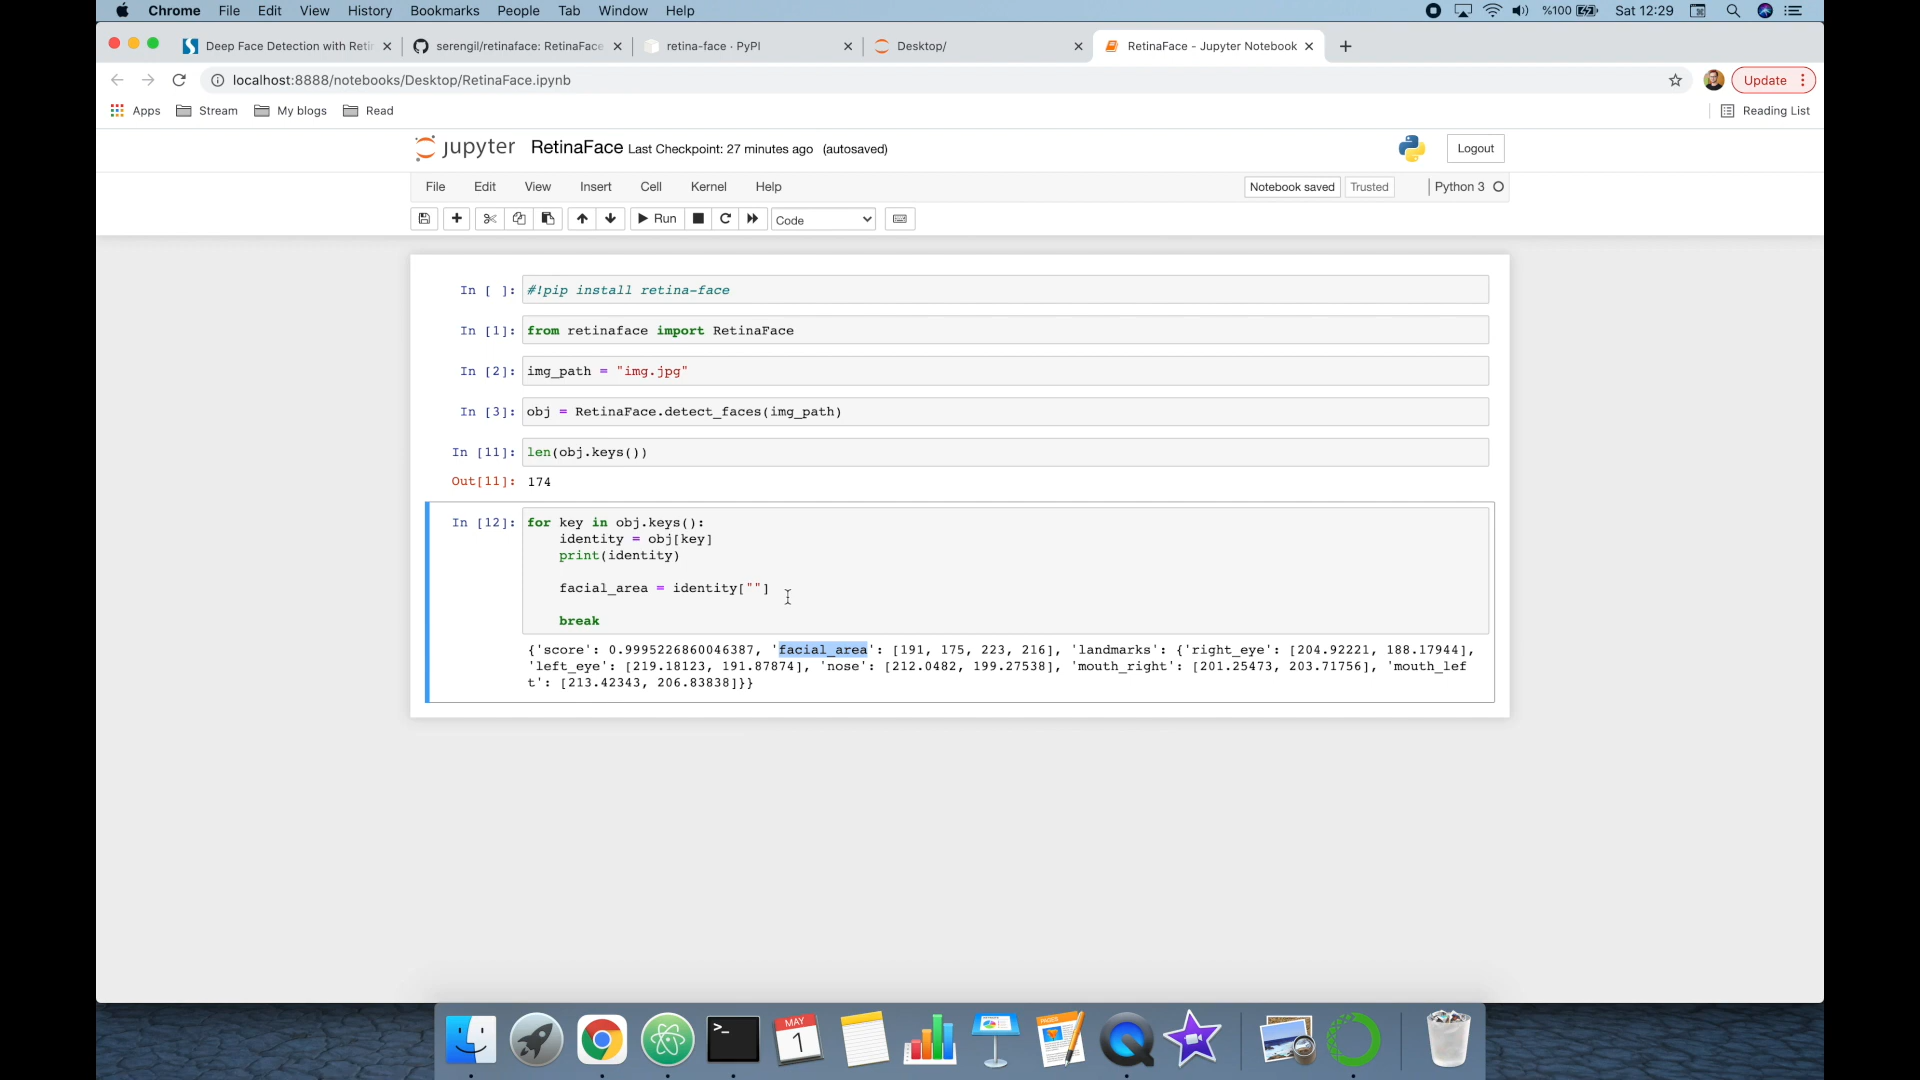 Chrome File Edit View History Bookmarks People Tab Window Help %100 Sat 12:29
Deep Face Detection with Reti serengil/retinaface: RetinaFace retina-face · PyPI Desktop/ RetinaFace - Jupyter Notebook
localhost:8888/notebooks/Desktop/RetinaFace.ipynb Update
Apps Stream My blogs Read Reading List
jupyter RetinaFace Last Checkpoint: 27 minutes ago (autosaved) Logout
File Edit View Insert Cell Kernel Help Notebook saved Trusted Python 3
Run Code
In [ ]: #!pip install retina-face
In [1]: from retinaface import RetinaFace
In [2]: img_path = "img.jpg"
In [3]: obj = RetinaFace.detect_faces(img_path)
In [11]: len(obj.keys())
Out[11]: 174
In [12]: for key in obj.keys():
identity = obj[key]
print(identity)
facial_area = identity[""]
break
{'score': 0.9995226860046387, 'facial_area': [191, 175, 223, 216], 'landmarks': {'right_eye': [204.92221, 188.17944],
'left_eye': [219.18123, 191.87874], 'nose': [212.0482, 199.27538], 'mouth_right': [201.25473, 203.71756], 'mouth_lef
t': [213.42343, 206.83838]}}
MAY
1
PAGES